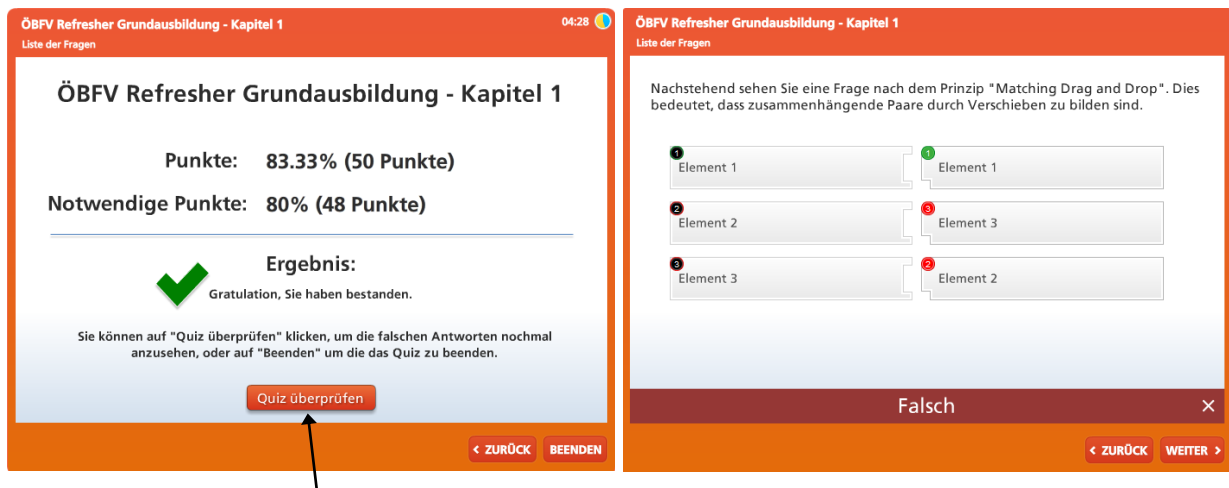 ÖBFV Refresher Grundausbildung - Kapitel 1
04:28
Liste der Fragen
ÖBFV Refresher Grundausbildung - Kapitel 1
Punkte: 83.33% (50 Punkte)
Notwendige Punkte: 80% (48 Punkte)
Ergebnis:
Gratulation, Sie haben bestanden.
Sie können auf "Quiz überprüfen" klicken, um die falschen Antworten nochmal
anzusehen, oder auf "Beenden" um die das Quiz zu beenden.
Quiz überprüfen
< ZURÜCK BEENDEN
ÖBFV Refresher Grundausbildung - Kapitel 1
Liste der Fragen
Nachstehend sehen Sie eine Frage nach dem Prinzip "Matching Drag and Drop". Dies
bedeutet, dass zusammenhängende Paare durch Verschieben zu bilden sind.
1 Element 1 1 Element 1
2 Element 2 3 Element 3
3 Element 3 2 Element 2
Falsch ×
< ZURÜCK WEITER >